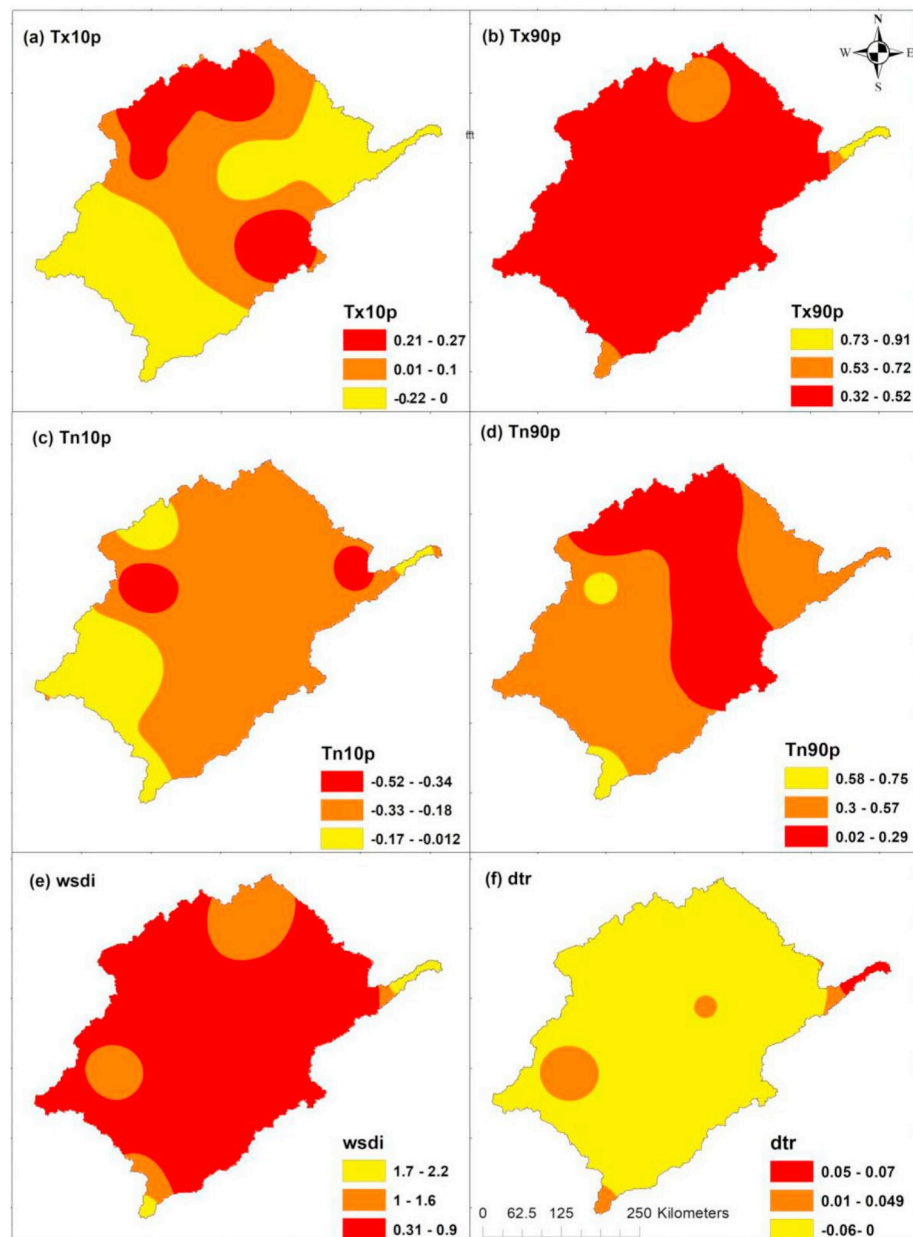 (a) Tx10p
Tx10p
0.21 - 0.27
0.01 - 0.1
-0.22 - 0
(b) Tx90p
N
W E
S
Tx90p
0.73 - 0.91
0.53 - 0.72
0.32 - 0.52
(c) Tn10p
Tn10p
-0.52 - -0.34
-0.33 - -0.18
-0.17 - -0.012
(d) Tn90p
Tn90p
0.58 - 0.75
0.3 - 0.57
0.02 - 0.29
(e) wsdi
wsdi
1.7 - 2.2
1 - 1.6
0.31 - 0.9
(f) dtr
dtr
0.05 - 0.07
0.01 - 0.049
-0.06- 0
0 62.5 125 250 Kilometers